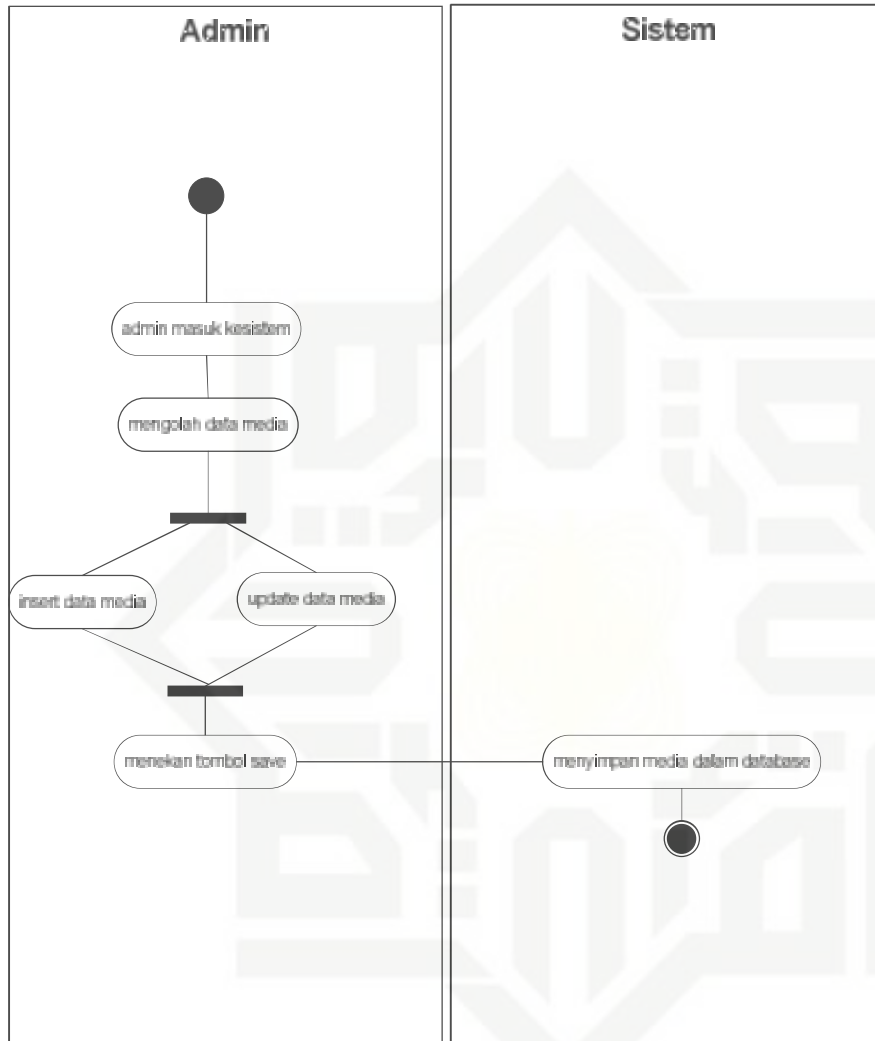 Admin
Sistem
admin masuk kesistem
mengolah data media
insert data media
update data media
menekan tombol save
menyimpan media dalam database